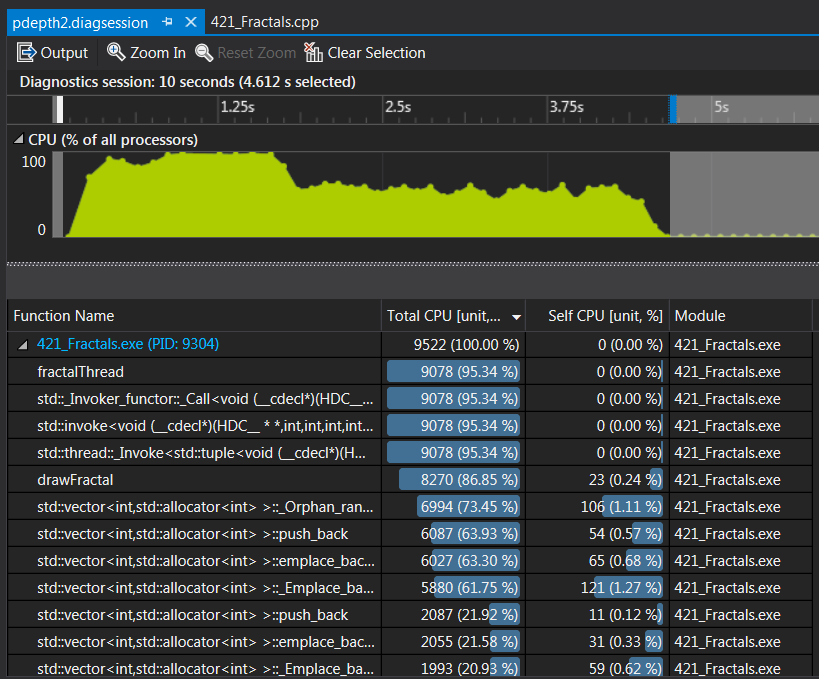 pdepth2.diagsession 421_Fractals.cpp
Output Zoom In Reset Zoom Clear Selection
Diagnostics session: 10 seconds (4.612 s selected)
1.25s 2.5s 3.75s 5s
CPU (% of all processors)
100
0
Function Name Total CPU [unit,... Self CPU [unit, %] Module
421_Fractals.exe (PID: 9304) 9522 (100.00 %) 0 (0.00 %) 421_Fractals.exe
fractalThread 9078 (95.34 %) 0 (0.00 %) 421_Fractals.exe
std::_Invoker_functor::_Call<void (__cdecl*)(HDC__... 9078 (95.34 %) 0 (0.00 %) 421_Fractals.exe
std::invoke<void (__cdecl*)(HDC__ * *,int,int,int,int... 9078 (95.34 %) 0 (0.00 %) 421_Fractals.exe
std::thread::_Invoke<std::tuple<void (__cdecl*)(H... 9078 (95.34 %) 0 (0.00 %) 421_Fractals.exe
drawFractal 8270 (86.85 %) 23 (0.24 %) 421_Fractals.exe
std::vector<int,std::allocator<int> >::_Orphan_ran... 6994 (73.45 %) 106 (1.11 %) 421_Fractals.exe
std::vector<int,std::allocator<int> >::push_back 6087 (63.93 %) 54 (0.57 %) 421_Fractals.exe
std::vector<int,std::allocator<int> >::emplace_bac... 6027 (63.30 %) 65 (0.68 %) 421_Fractals.exe
std::vector<int,std::allocator<int> >::_Emplace_ba... 5880 (61.75 %) 121 (1.27 %) 421_Fractals.exe
std::vector<int,std::allocator<int> >::push_back 2087 (21.92 %) 11 (0.12 %) 421_Fractals.exe
std::vector<int,std::allocator<int> >::emplace_bac... 2055 (21.58 %) 31 (0.33 %) 421_Fractals.exe
std::vector<int,std::allocator<int> >::_Emplace_ba... 1993 (20.93 %) 59 (0.62 %) 421_Fractals.exe